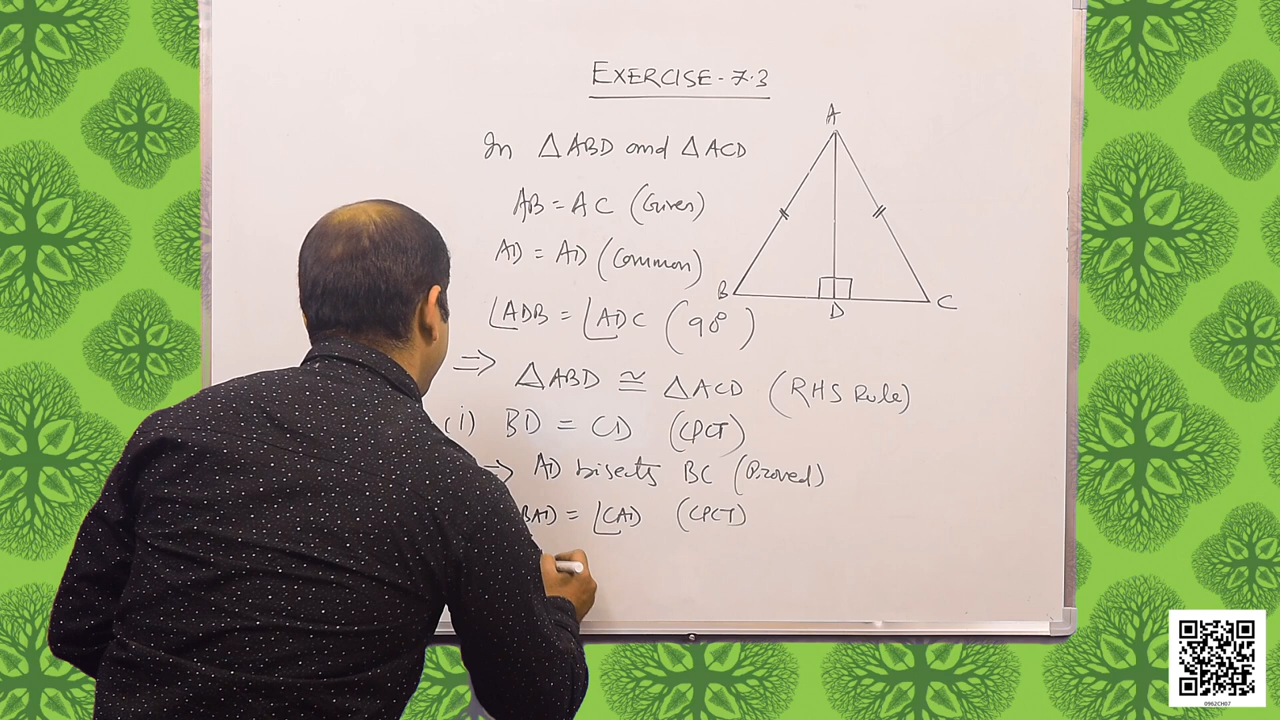 EXERCISE - 7.3
In △ABD and △ACD
AB = AC (Given)
AD = AD (Common)
∠ADB = ∠ADC (90°)
⇒ △ABD ≅ △ACD (RHS Rule)
(i) BD = CD (CPCT)
⇒ AD bisects BC (Proved)
BAD = ∠CAD (CPCT)
A
B
D
C
0962CH07